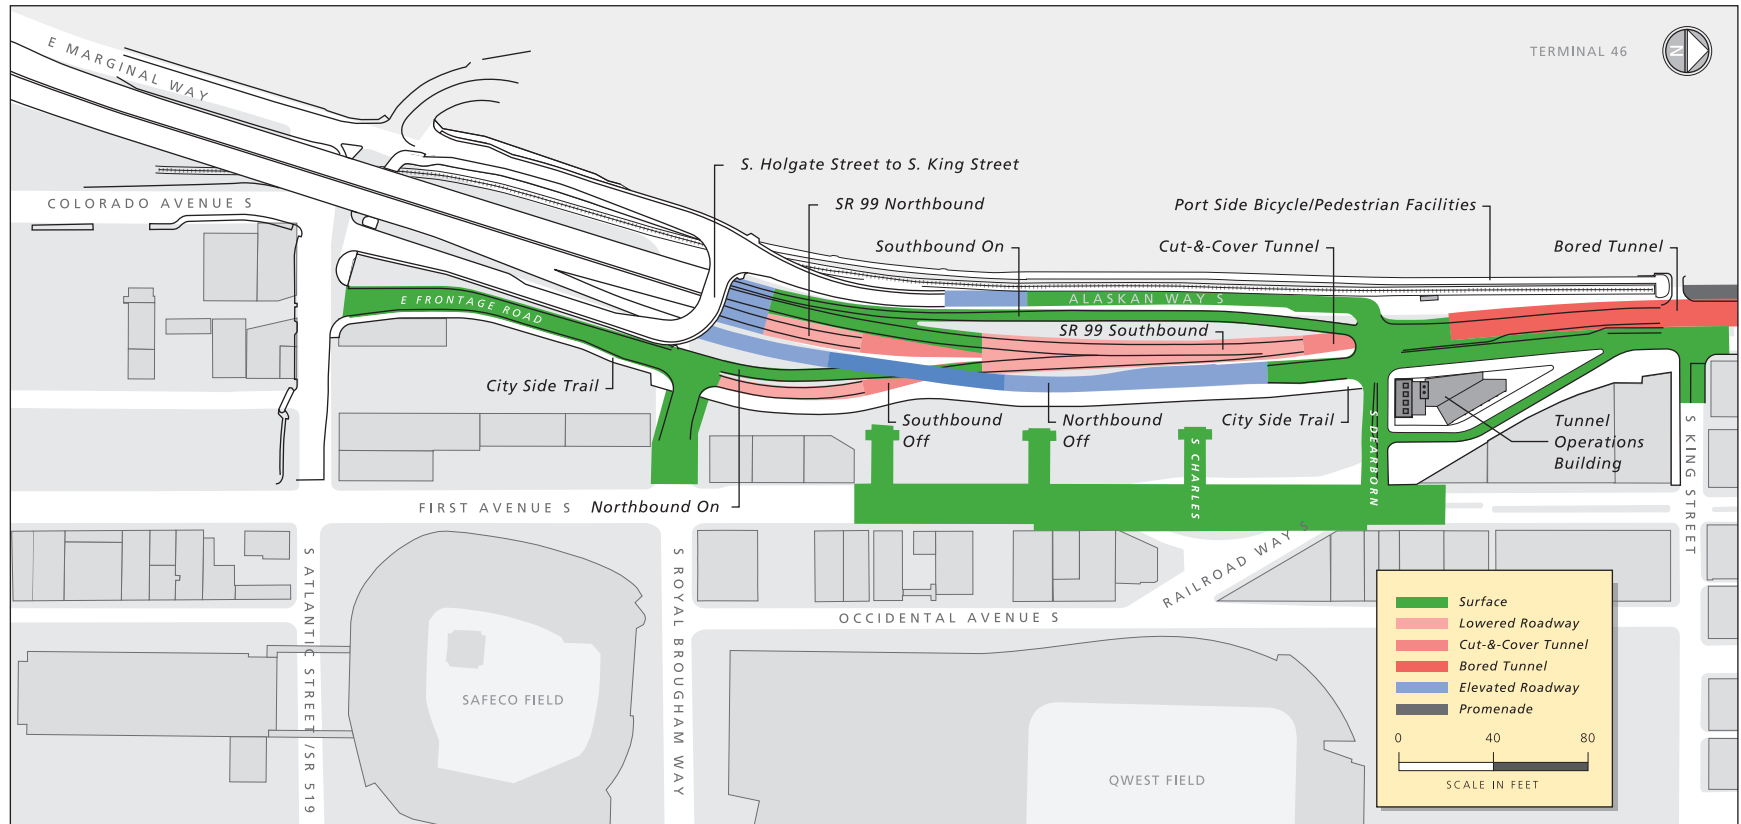 E MARGINAL WAY
TERMINAL 46
N
S. Holgate Street to S. King Street
COLORADO AVENUE S
SR 99 Northbound
Port Side Bicycle/Pedestrian Facilities
Southbound On
Cut-&-Cover Tunnel
Bored Tunnel
E FRONTAGE ROAD
ALASKAN WAY S
SR 99 Southbound
City Side Trail
Southbound
Off
Northbound
Off
City Side Trail
S DEARBORN
Tunnel
Operations
Building
S CHARLES
S KING STREET
FIRST AVENUE S
Northbound On
RAILROAD WAY S
S ATLANTIC STREET /SR 519
S ROYAL BROUGHAM WAY
OCCIDENTAL AVENUE S
SAFECO FIELD
QWEST FIELD
Surface
Lowered Roadway
Cut-&-Cover Tunnel
Bored Tunnel
Elevated Roadway
Promenade
0 40 80
SCALE IN FEET